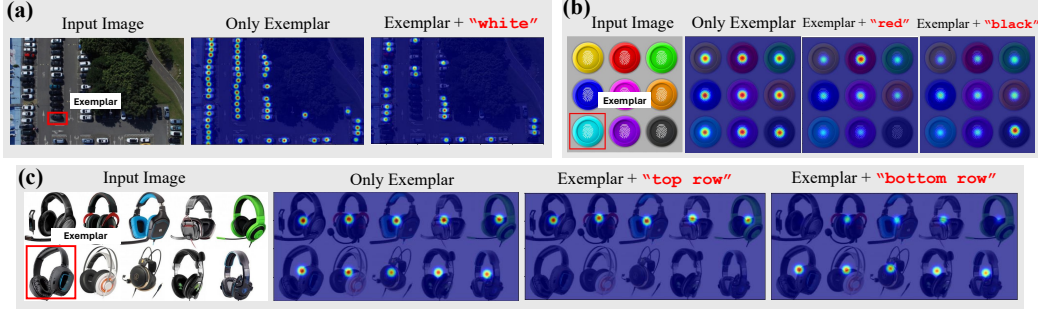 (a)
Input Image
Only Exemplar
Exemplar + “white”
Exemplar
(b)
Input Image
Only Exemplar
Exemplar + “red”
Exemplar + “black”
Exemplar
(c)
Input Image
Only Exemplar
Exemplar + “top row”
Exemplar + “bottom row”
Exemplar